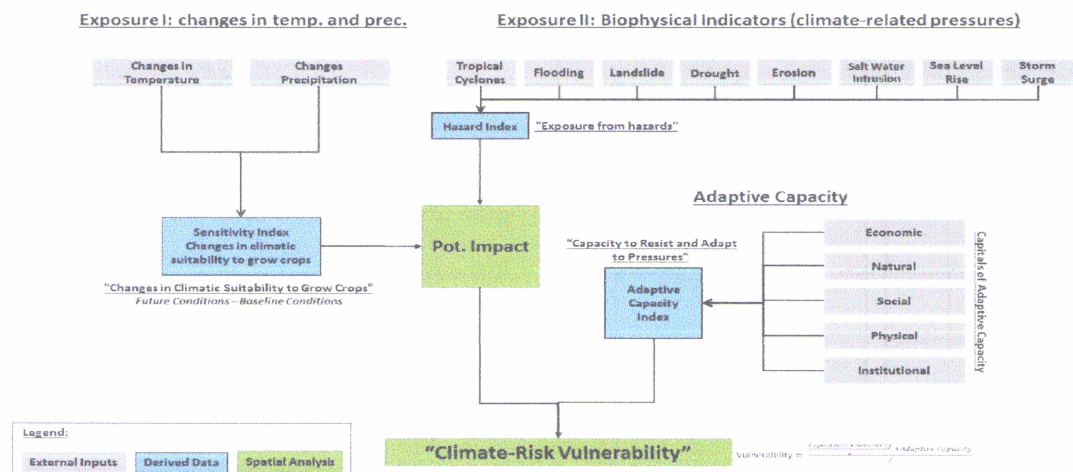 Exposure I: changes in temp. and prec.
Exposure II: Biophysical Indicators (climate-related pressures)
Changes in
Temperature
Changes
Precipitation
Tropical
Cyclones
Flooding
Landslide
Drought
Erosion
Salt Water
Intrusion
Sea Level
Rise
Storm
Surge
Hazard Index
"Exposure from hazards"
Adaptive Capacity
Sensitivity Index
Changes in climatic
suitability to grow crops
Pot. Impact
"Changes in Climatic Suitability to Grow Crops"
Future Conditions – Baseline Conditions
"Capacity to Resist and Adapt
to Pressures"
Adaptive
Capacity
Index
Economic
Natural
Social
Physical
Institutional
Capitals of Adaptive Capacity
"Climate-Risk Vulnerability"
Vulnerability =
Adaptive Capacity
2
Legend:
External Inputs
Derived Data
Spatial Analysis